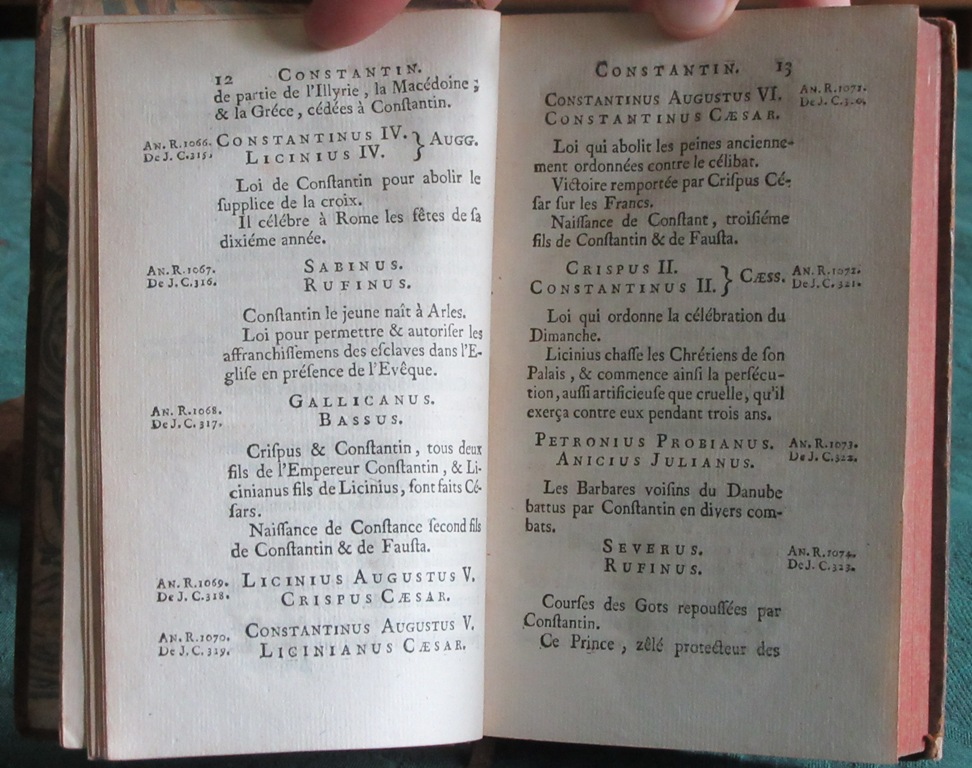 12 CONSTANTIN.
de partie de l'Illyrie, la Macédoine ;
& la Gréce, cédées à Conſtantin.
An. R. 1066. CONSTANTINUS IV. } AUGG.
De J. C. 315. LICINIUS IV.
Loi de Conſtantin pour abolir le
ſupplice de la croix.
Il célébre à Rome les fêtes de ſa
dixiéme année.
An. R. 1067. SABINUS.
De J. C. 316. RUFINUS.
Conſtantin le jeune naît à Arles.
Loi pour permettre & autoriſer les
affranchiſſemens des eſclaves dans l'E-
gliſe en préſence de l'Evêque.
An. R. 1068. GALLICANUS.
De J. C. 317. BASSUS.
Criſpus & Conſtantin, tous deux
fils de l'Empereur Conſtantin, & Li-
cinianus fils de Licinius, ſont faits Cé-
ſars.
Naiſſance de Conſtance ſecond fils
de Conſtantin & de Fauſta.
An. R. 1069. LICINIUS AUGUSTUS V.
De J. C. 318. CRISPUS CÆSAR.
An. R. 1070. CONSTANTINUS AUGUSTUS V.
De J. C. 319. LICINIANUS CÆSAR.
CONSTANTIN. 13
CONSTANTINUS AUGUSTUS VI. An. R. 1071.
CONSTANTINUS CÆSAR. De J. C. 320.
Loi qui abolit les peines ancienne-
ment ordonnées contre le célibat.
Victoire remportée par Criſpus Cé-
ſar ſur les Francs.
Naiſſance de Conſtant, troiſiéme
fils de Conſtantin & de Fauſta.
CRISPUS II. } CÆSS. An. R. 1072.
CONSTANTINUS II. De J. C. 321.
Loi qui ordonne la célébration du
Dimanche.
Licinius chaſſe les Chrétiens de ſon
Palais, & commence ainſi la perſécu-
tion, auſſi artificieuſe que cruelle, qu'il
exerça contre eux pendant trois ans.
PETRONIUS PROBIANUS. An. R. 1073.
ANICIUS JULIANUS. De J. C. 322.
Les Barbares voiſins du Danube
battus par Conſtantin en divers com-
bats.
SEVERUS. An. R. 1074.
RUFINUS. De J. C. 323.
Courſes des Gots repouſſées par
Conſtantin.
Ce Prince, zélé protecteur des